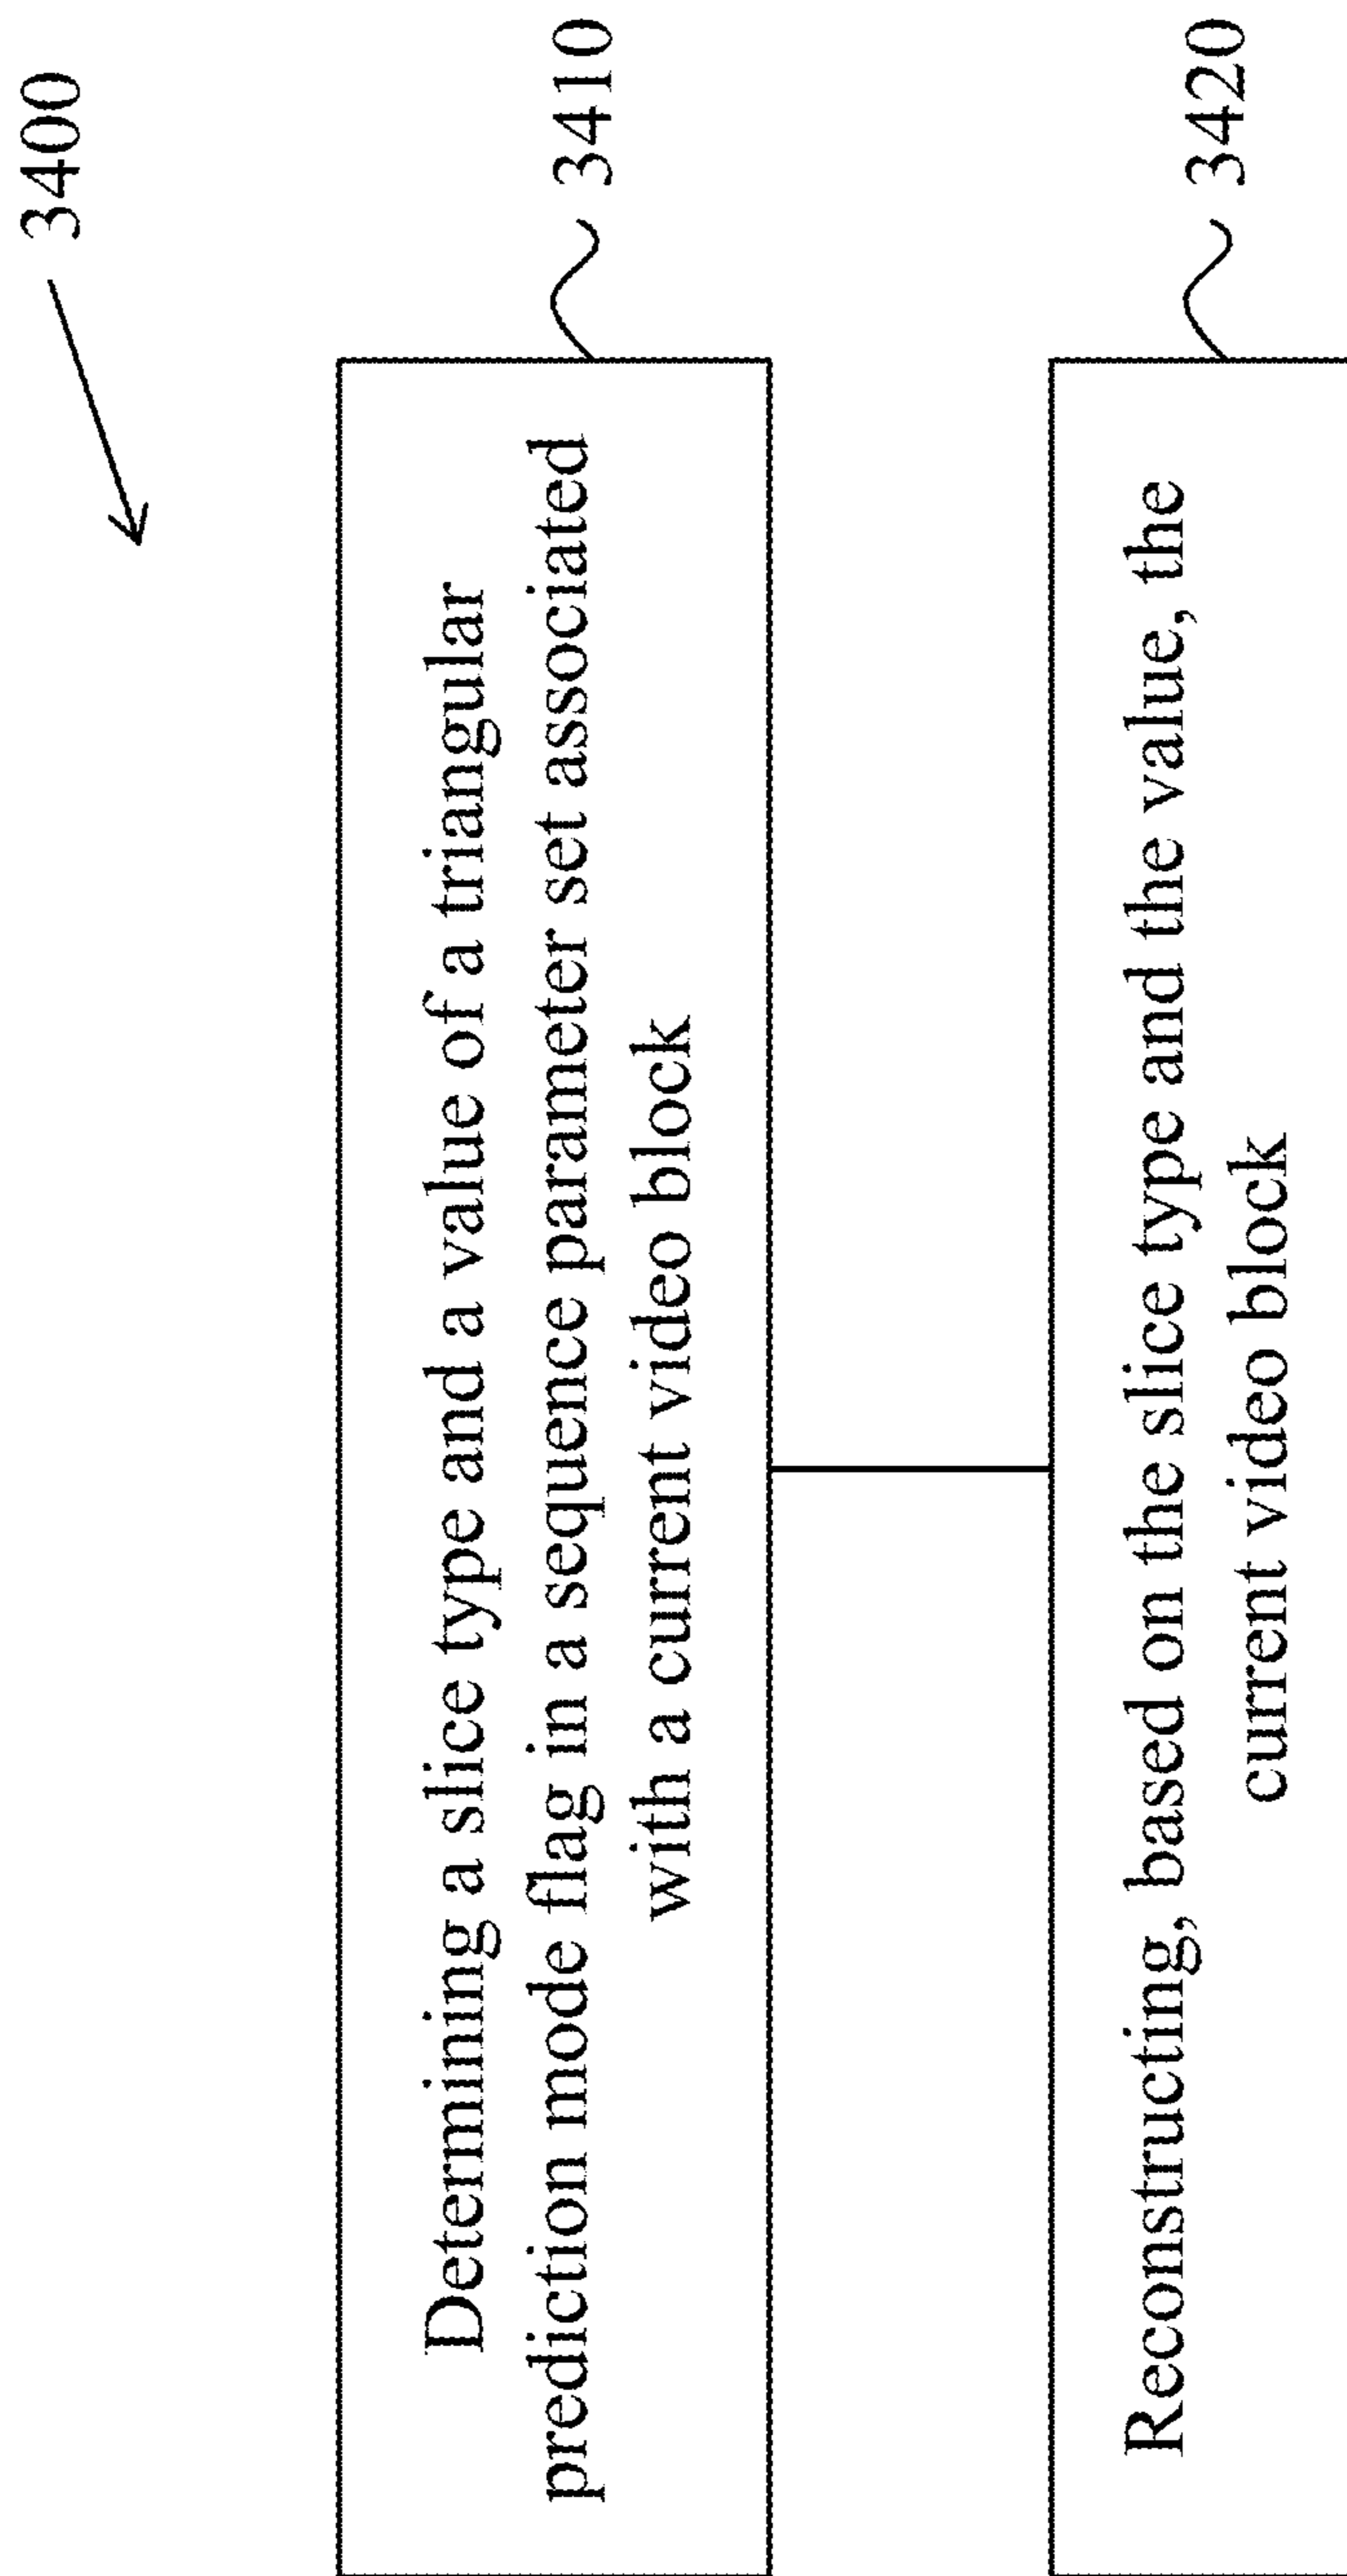 3400
Determining a slice type and a value of a triangular
prediction mode flag in a sequence parameter set associated
with a current video block
3410
Reconstructing, based on the slice type and the value, the
current video block
3420